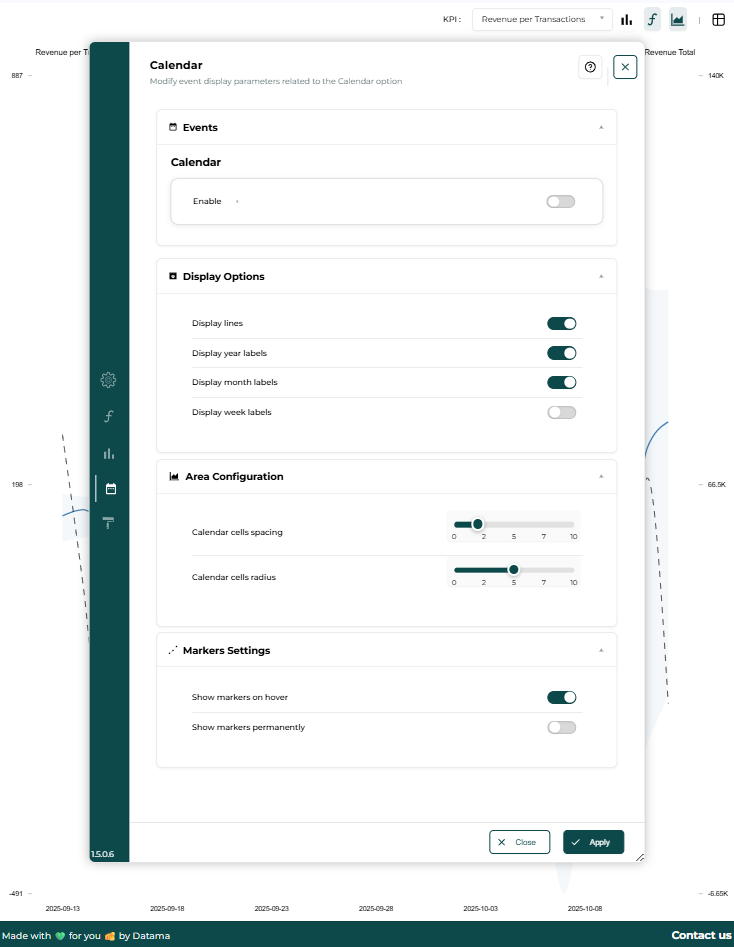 KPI :
Revenue per Transactions
Revenue per T
Revenue Total
887
140K
198
66.5K
-491
-6.65K
Calendar
Modify event display parameters related to the Calendar option
Events
Calendar
Enable
Display Options
Display lines
Display year labels
Display month labels
Display week labels
Area Configuration
Calendar cells spacing
0 2 5 7 10
Calendar cells radius
0 2 5 7 10
Markers Settings
Show markers on hover
Show markers permanently
Close
Apply
1.5.0.6
2025-09-13 2025-09-18 2025-09-23 2025-09-28 2025-10-03 2025-10-08
Made with 💚 for you 🧀 by Datama
Contact us